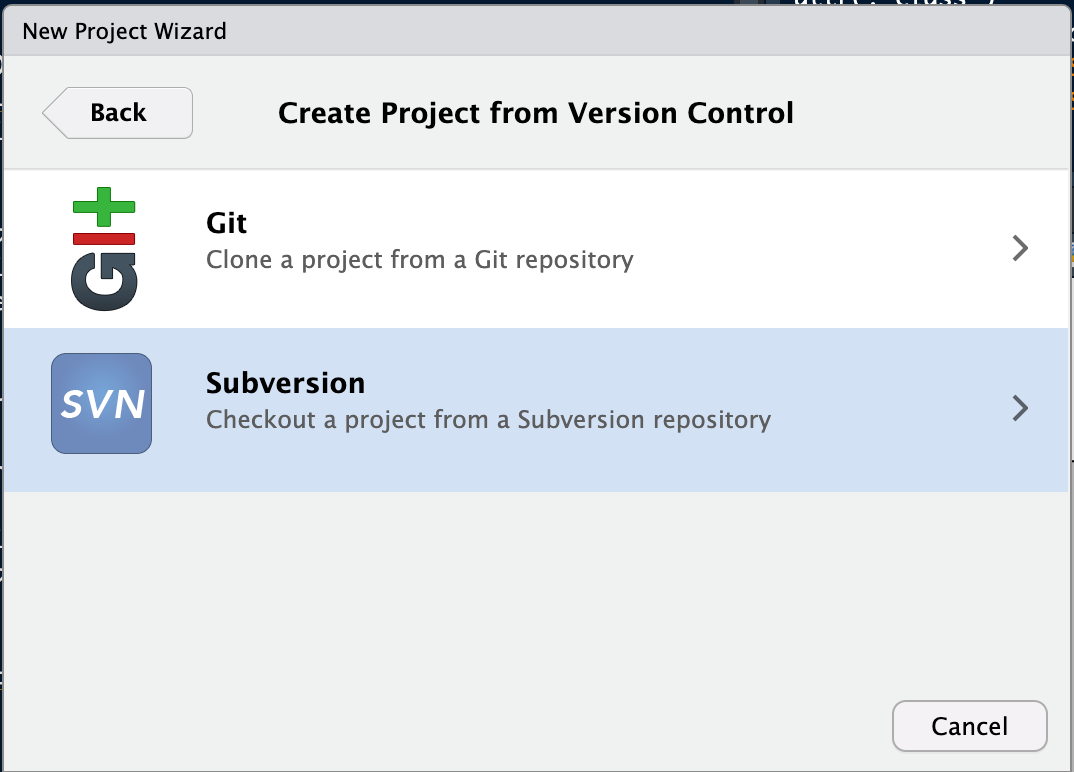 New Project Wizard
Back
Create Project from Version Control
git
Git
Clone a project from a Git repository
SVN
Subversion
Checkout a project from a Subversion repository
Cancel